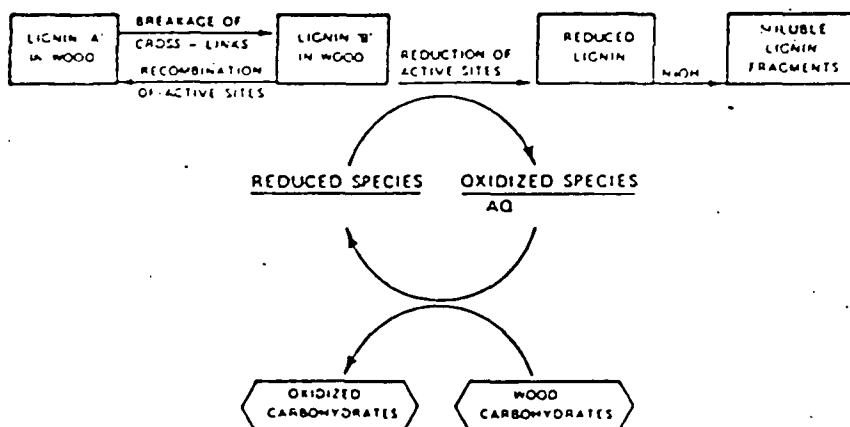 BREAKAGE OF
CROSS - LINKS
LIGNIN 'A'
IN WOOD
RECOMBINATION
OF ACTIVE SITES
LIGNIN 'B'
IN WOOD
REDUCTION OF
ACTIVE SITES
REDUCED
LIGNIN
NaOH
SOLUBLE
LIGNIN
FRAGMENTS
REDUCED SPECIES
OXIDIZED SPECIES
AQ
OXIDIZED
CARBOHYDRATES
WOOD
CARBOHYDRATES